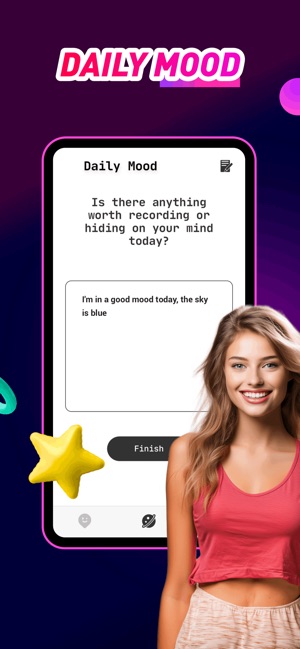 DAILY MOOD
Daily Mood
Is there anything
worth recording or
hiding on your mind
today?
I'm in a good mood today, the sky
is blue
Finish